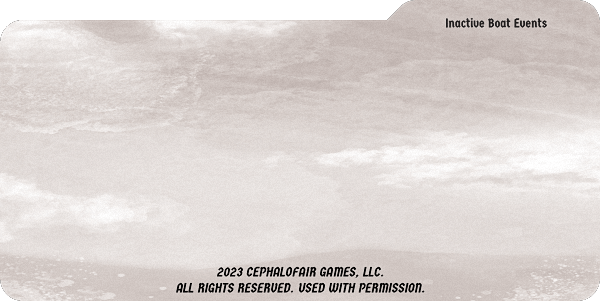 Inactive Boat Events
2023 CEPHALOFAIR GAMES, LLC.
ALL RIGHTS RESERVED. USED WITH PERMISSION.